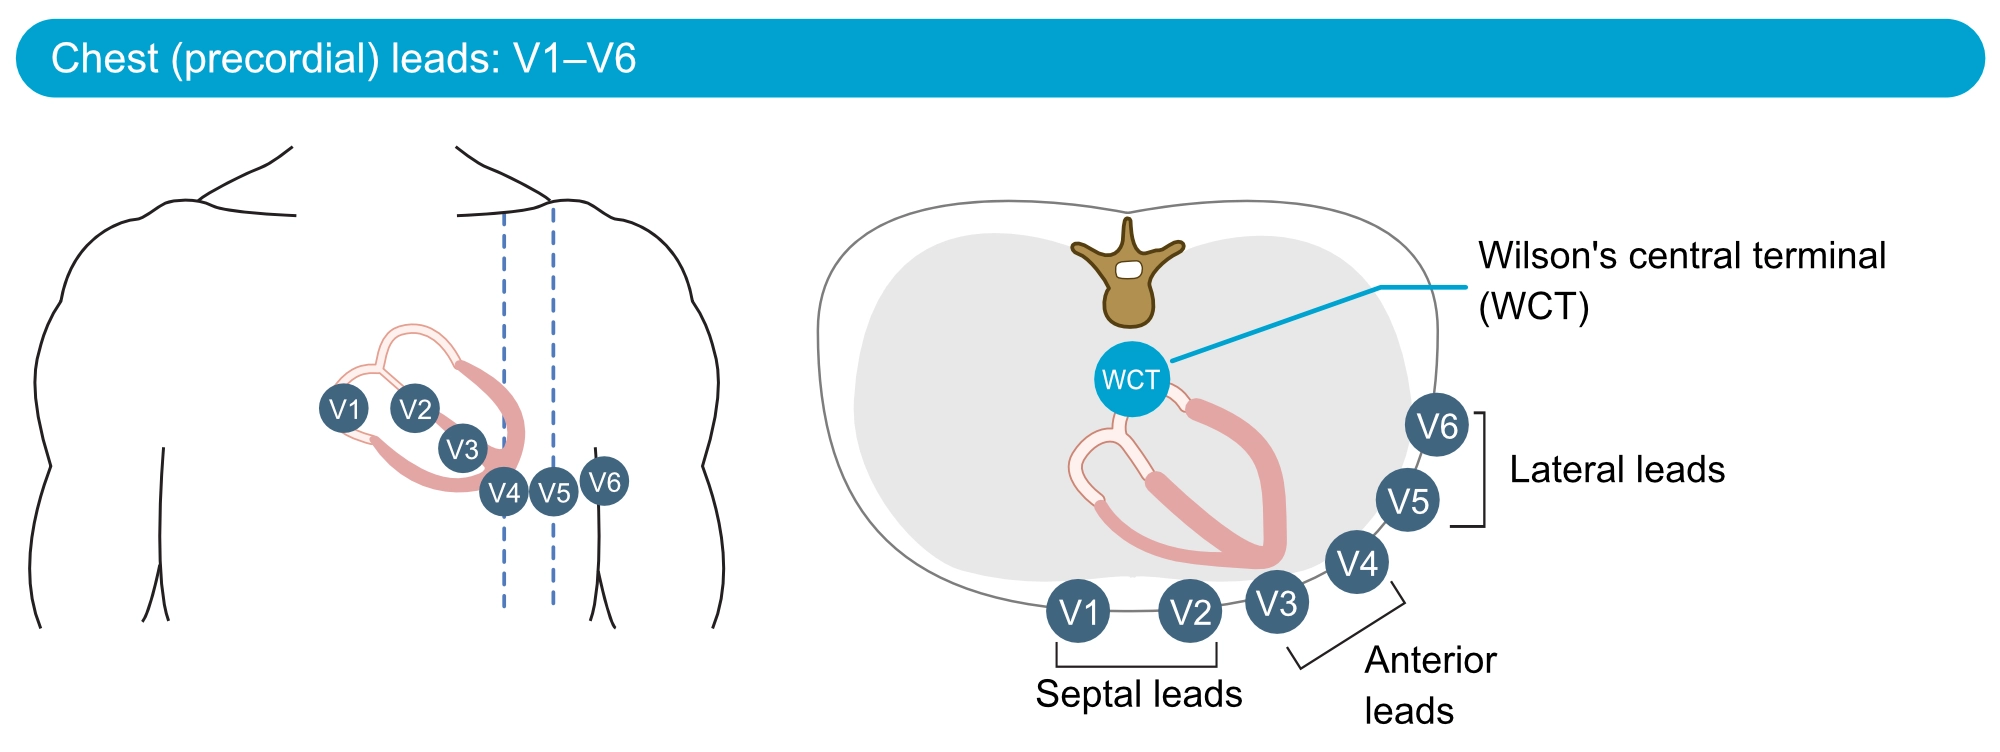 Chest (precordial) leads: V1–V6
V1
V2
V3
V4
V5
V6
Wilson's central terminal
(WCT)
WCT
V6
V5
V4
V3
V2
V1
Lateral leads
Anterior
leads
Septal leads